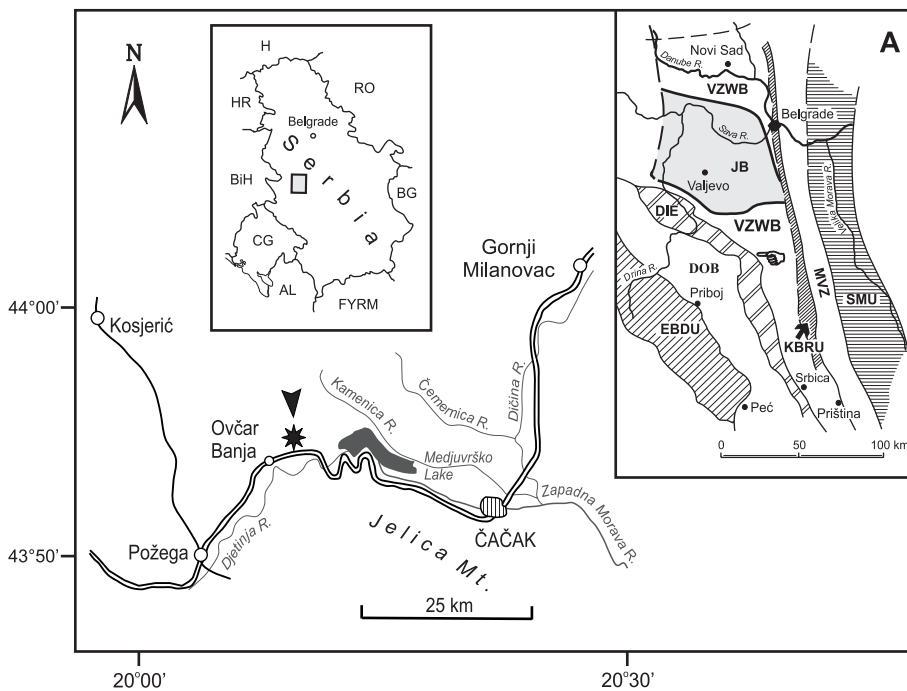 N
H
RO
HR
Belgrade
Serbia
BiH
BG
CG
AL
FYRM
A
Novi Sad
Danube R.
VZWB
Belgrade
Sava R.
JB
Valjevo
Velika Morava R.
DIE
VZWB
DOB
Drina R.
Priboj
MVZ
SMU
EBDU
KBRU
Srbica
Peć
Priština
0 50 100 km
44°00'
Kosjerić
Gornji
Milanovac
Kamenica R.
Čemernica R.
Dičina R.
Ovčar
Banja
Medjuvrško
Lake
Zapadna Morava R.
ČAČAK
Jelica Mt.
Djetinja R.
43°50'
Požega
25 km
20°00'
20°30'